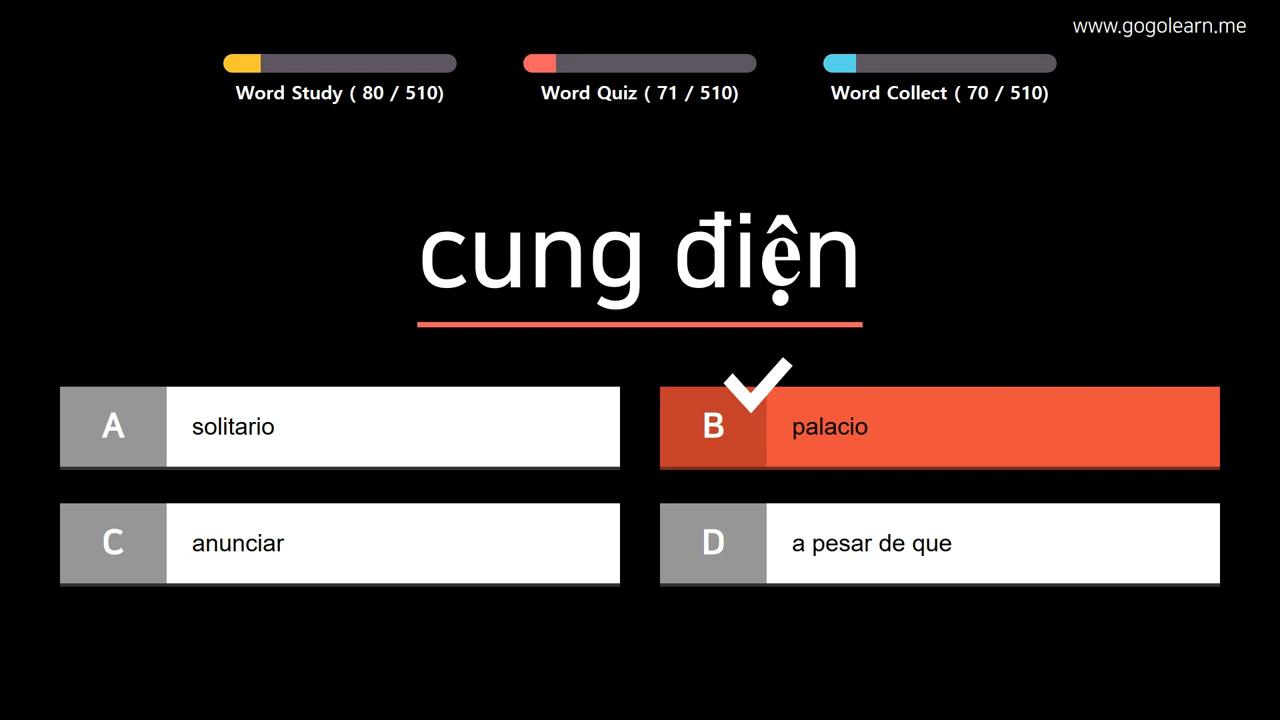 www.gogolearn.me
Word Study ( 80 / 510)
Word Quiz ( 71 / 510)
Word Collect ( 70 / 510)
cung điện
A solitario
B palacio
C anunciar
D a pesar de que